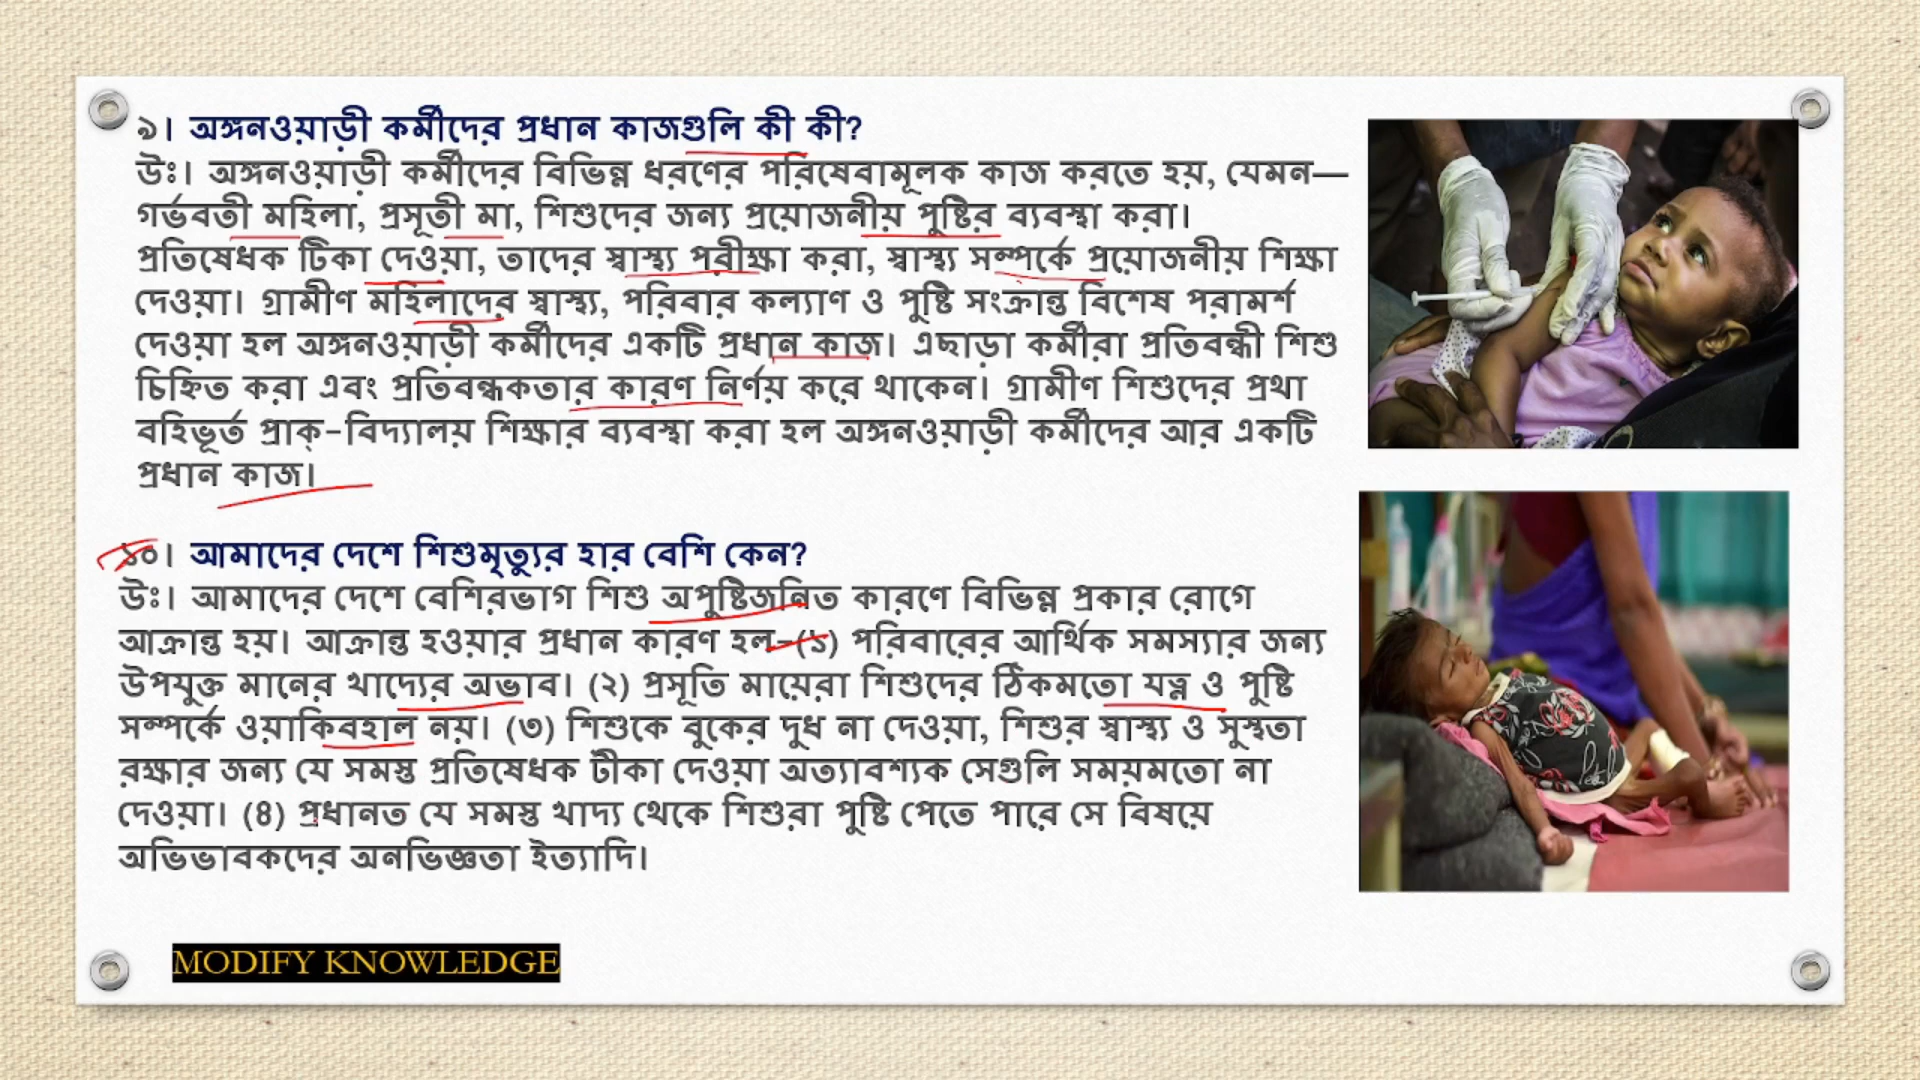 ৯। অঙ্গনওয়াড়ী কর্মীদের প্রধান কাজগুলি কী কী?
উঃ। অঙ্গনওয়াড়ী কর্মীদের বিভিন্ন ধরণের পরিষেবামূলক কাজ করতে হয়, যেমন—
গর্ভবতী মহিলা, প্রসূতী মা, শিশুদের জন্য প্রয়োজনীয় পুষ্টির ব্যবস্থা করা।
প্রতিষেধক টিকা দেওয়া, তাদের স্বাস্থ্য পরীক্ষা করা, স্বাস্থ্য সম্পর্কে প্রয়োজনীয় শিক্ষা
দেওয়া। গ্রামীণ মহিলাদের স্বাস্থ্য, পরিবার কল্যাণ ও পুষ্টি সংক্রান্ত বিশেষ পরামর্শ
দেওয়া হল অঙ্গনওয়াড়ী কর্মীদের একটি প্রধান কাজ। এছাড়া কর্মীরা প্রতিবন্ধী শিশু
চিহ্নিত করা এবং প্রতিবন্ধকতার কারণ নির্ণয় করে থাকেন। গ্রামীণ শিশুদের প্রথা
বহির্ভূত প্রাক্-বিদ্যালয় শিক্ষার ব্যবস্থা করা হল অঙ্গনওয়াড়ী কর্মীদের আর একটি
প্রধান কাজ।
১০। আমাদের দেশে শিশুমৃত্যুর হার বেশি কেন?
উঃ। আমাদের দেশে বেশিরভাগ শিশু অপুষ্টিজনিত কারণে বিভিন্ন প্রকার রোগে
আক্রান্ত হয়। আক্রান্ত হওয়ার প্রধান কারণ হল-(১) পরিবারের আর্থিক সমস্যার জন্য
উপযুক্ত মানের খাদ্যের অভাব। (২) প্রসূতি মায়েরা শিশুদের ঠিকমতো যত্ন ও পুষ্টি
সম্পর্কে ওয়াকিবহাল নয়। (৩) শিশুকে বুকের দুধ না দেওয়া, শিশুর স্বাস্থ্য ও সুস্থতা
রক্ষার জন্য যে সমস্ত প্রতিষেধক টীকা দেওয়া অত্যাবশ্যক সেগুলি সময়মতো না
দেওয়া। (৪) প্রধানত যে সমস্ত খাদ্য থেকে শিশুরা পুষ্টি পেতে পারে সে বিষয়ে
অভিভাবকদের অনভিজ্ঞতা ইত্যাদি।
MODIFY KNOWLEDGE